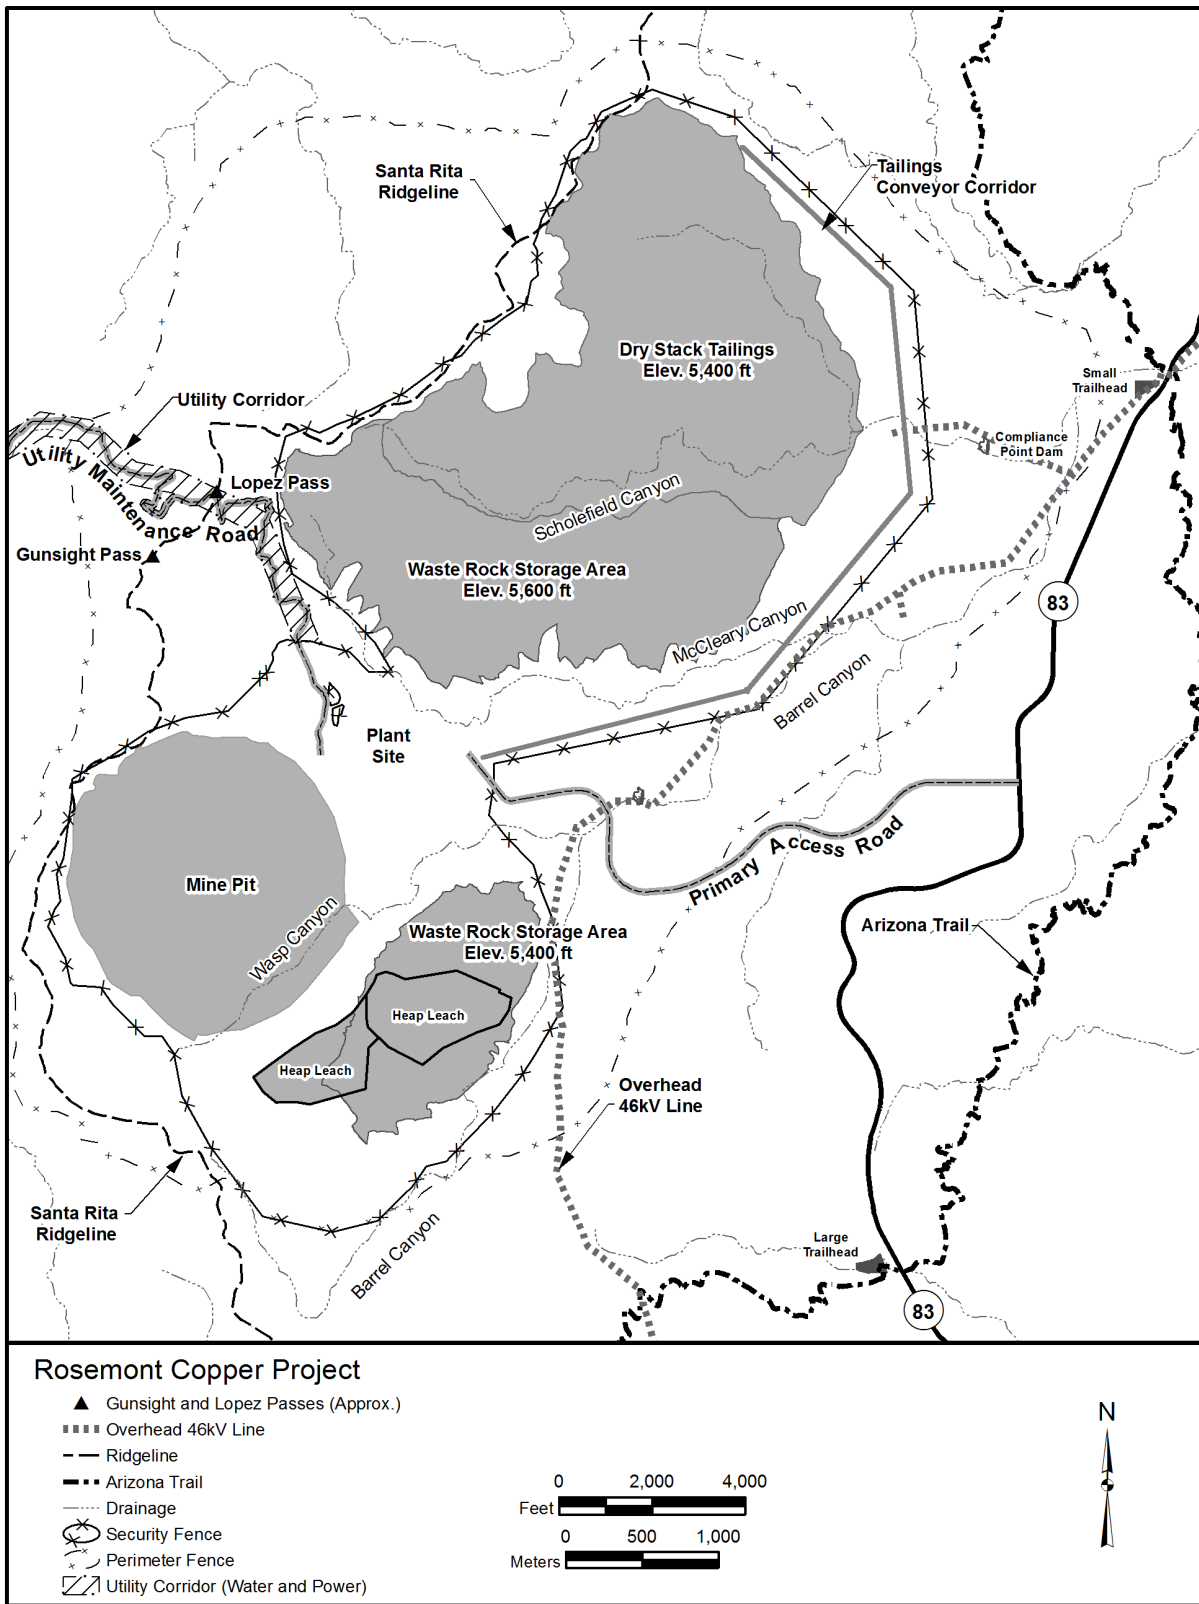 Santa Rita
Ridgeline
Tailings
Conveyor Corridor
Dry Stack Tailings
Elev. 5,400 ft
Small
Trailhead
Utility Corridor
Compliance
Point Dam
Utility Maintenance Road
Lopez Pass
Scholefield Canyon
Gunsight Pass
Waste Rock Storage Area
Elev. 5,600 ft
83
McCleary Canyon
Barrel Canyon
Plant
Site
Primary Access Road
Mine Pit
Wasp Canyon
Waste Rock Storage Area
Elev. 5,400 ft
Arizona Trail
Heap Leach
Heap Leach
Overhead
46kV Line
Santa Rita
Ridgeline
Barrel Canyon
Large
Trailhead
83
Rosemont Copper Project
Gunsight and Lopez Passes (Approx.)
Overhead 46kV Line
Ridgeline
Arizona Trail
Drainage
Security Fence
Perimeter Fence
Utility Corridor (Water and Power)
0 2,000 4,000
Feet
0 500 1,000
Meters
N